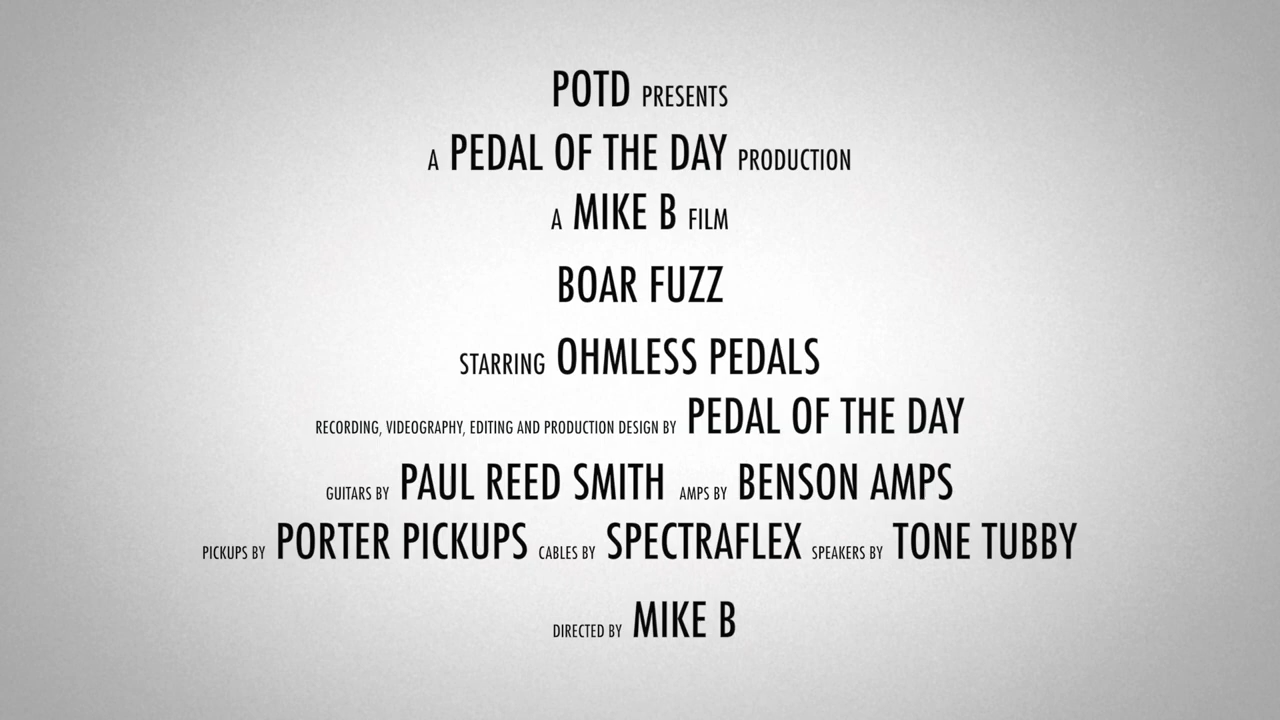 POTD PRESENTS
A PEDAL OF THE DAY PRODUCTION
A MIKE B FILM
BOAR FUZZ
STARRING OHMLESS PEDALS
RECORDING, VIDEOGRAPHY, EDITING AND PRODUCTION DESIGN BY PEDAL OF THE DAY
GUITARS BY PAUL REED SMITH AMPS BY BENSON AMPS
PICKUPS BY PORTER PICKUPS CABLES BY SPECTRAFLEX SPEAKERS BY TONE TUBBY
DIRECTED BY MIKE B